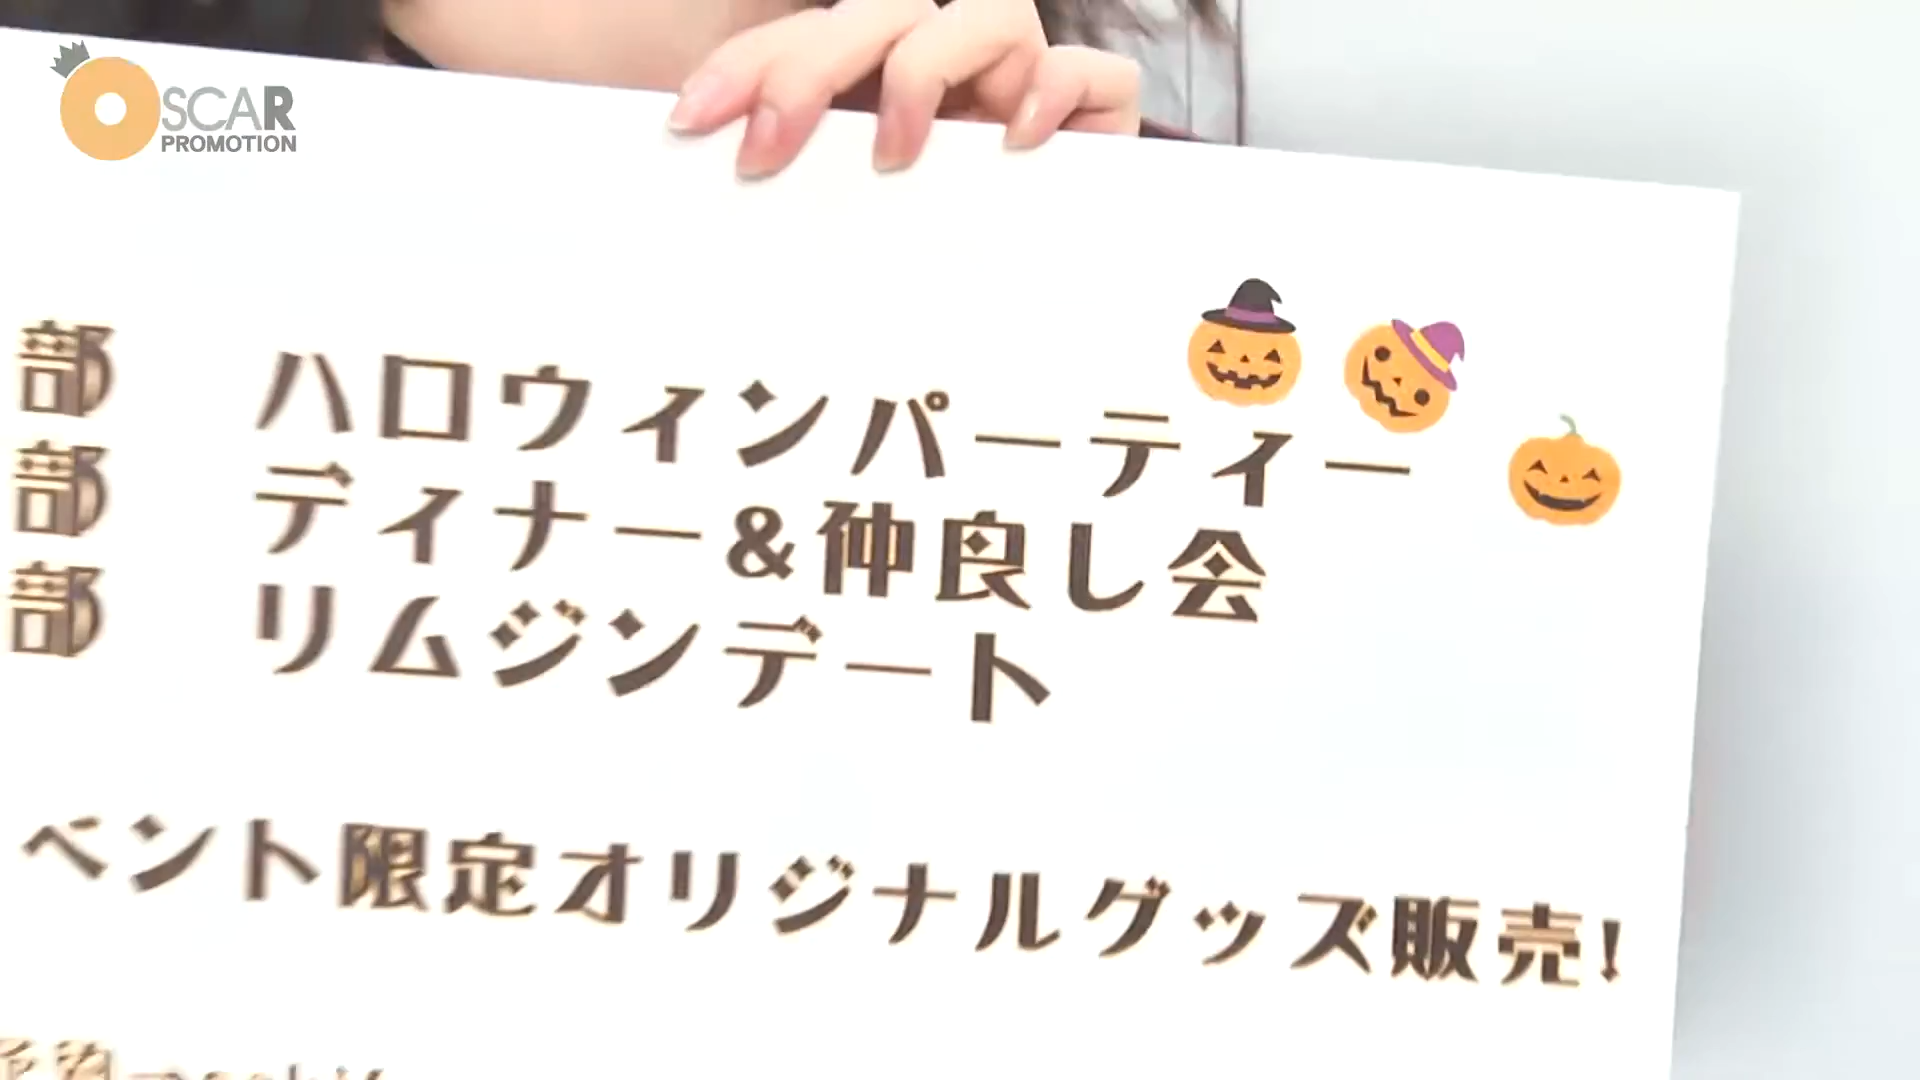 OSCAR
PROMOTION
部 ハロウィンパーティー
部 ディナー&仲良し会
部 リムジンデート
ベント限定オリジナルグッズ販売!